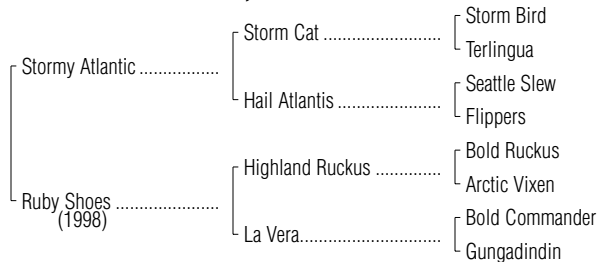 Storm Bird
Storm Cat ........................
Terlingua
Stormy Atlantic .................
Seattle Slew
Hail Atlantis .....................
Flippers
Bold Ruckus
Highland Ruckus .............
Arctic Vixen
Ruby Shoes .....................
(1998)
Bold Commander
La Vera............................
Gungadindin